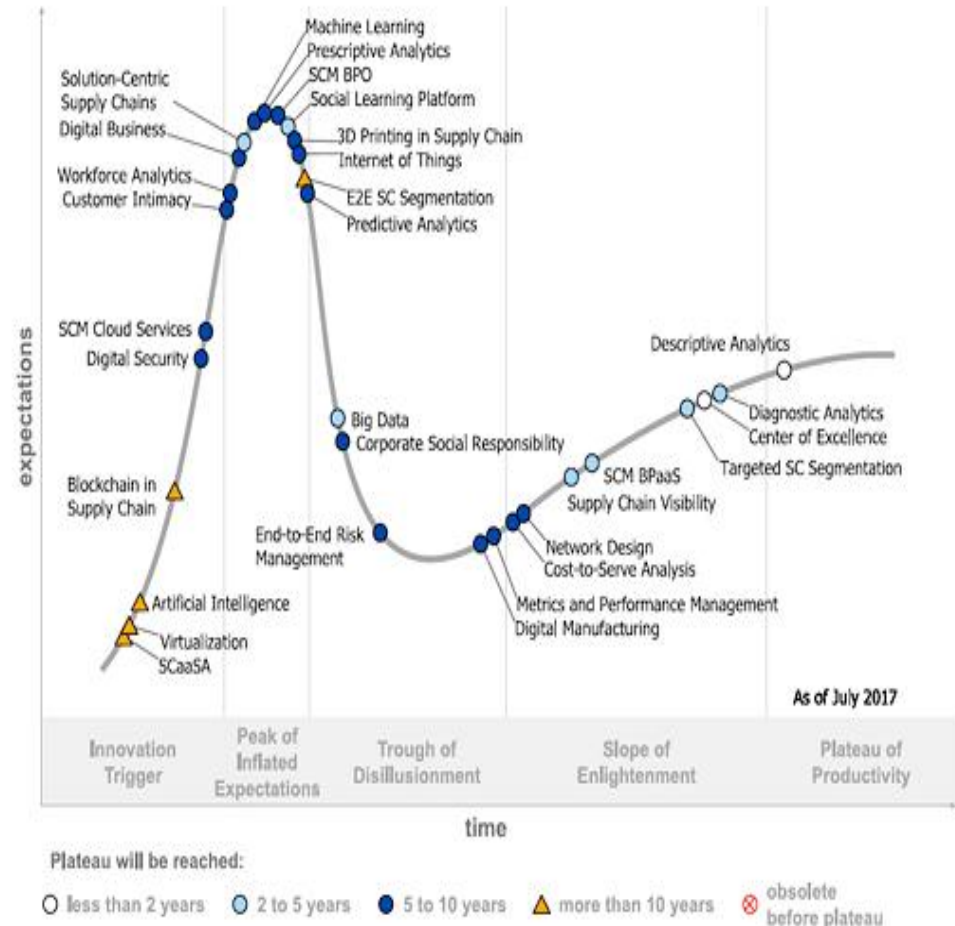 Machine Learning
Prescriptive Analytics
SCM BPO
Social Learning Platform
3D Printing in Supply Chain
Internet of Things
E2E SC Segmentation
Predictive Analytics
Solution-Centric
Supply Chains
Digital Business
Workforce Analytics
Customer Intimacy
SCM Cloud Services
Digital Security
Blockchain in
Supply Chain
Artificial Intelligence
Virtualization
SCaaSA
Big Data
Corporate Social Responsibility
End-to-End Risk
Management
Descriptive Analytics
Diagnostic Analytics
Center of Excellence
Targeted SC Segmentation
SCM BPaaS
Supply Chain Visibility
Network Design
Cost-to-Serve Analysis
Metrics and Performance Management
Digital Manufacturing
As of July 2017
expectations
Innovation
Trigger
Peak of
Inflated
Expectations
Trough of
Disillusionment
Slope of
Enlightenment
Plateau of
Productivity
time
Plateau will be reached:
less than 2 years
2 to 5 years
5 to 10 years
more than 10 years
obsolete
before plateau